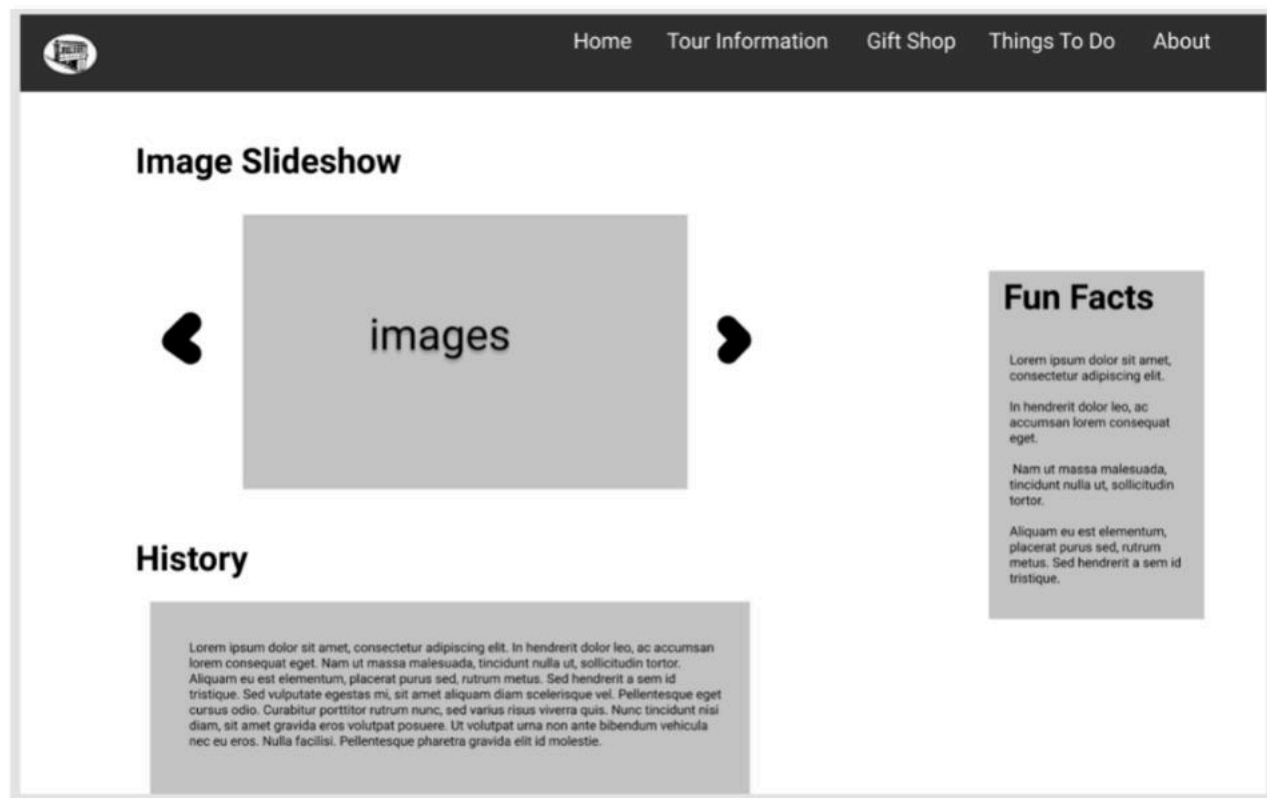 Home Tour Information Gift Shop Things To Do About
Image Slideshow
images
History
Lorem ipsum dolor sit amet, consectetur adipiscing elit. In hendrerit dolor leo, ac accumsan
lorem consequat eget. Nam ut massa malesuada, tincidunt nulla ut, sollicitudin tortor.
Aliquam eu est elementum, placerat purus sed, rutrum metus. Sed hendrerit a sem id
tristique. Sed vulputate egestas mi, sit amet aliquam diam scelerisque vel. Pellentesque eget
cursus odio. Curabitur porttitor rutrum nunc, sed varius risus viverra quis. Nunc tincidunt nisi
diam, sit amet gravida eros volutpat posuere. Ut volutpat urna non ante bibendum vehicula
nec eu eros. Nulla facilisi. Pellentesque pharetra gravida elit id molestie.
Fun Facts
Lorem ipsum dolor sit amet,
consectetur adipiscing elit.
In hendrerit dolor leo, ac
accumsan lorem consequat
eget.
Nam ut massa malesuada,
tincidunt nulla ut, sollicitudin
tortor.
Aliquam eu est elementum,
placerat purus sed, rutrum
metus. Sed hendrerit a sem id
tristique.